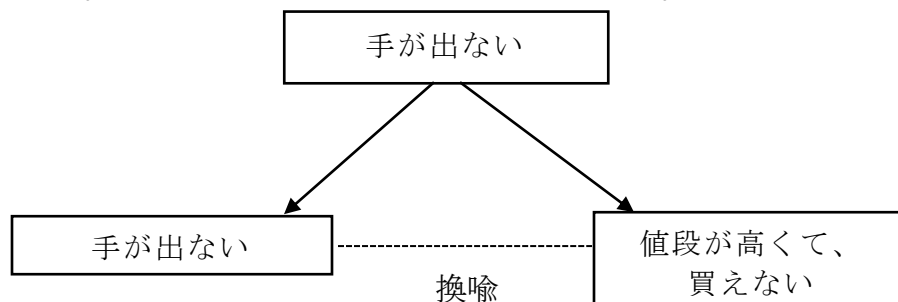 手が出ない
手が出ない
値段が高くて、
買えない
換喩